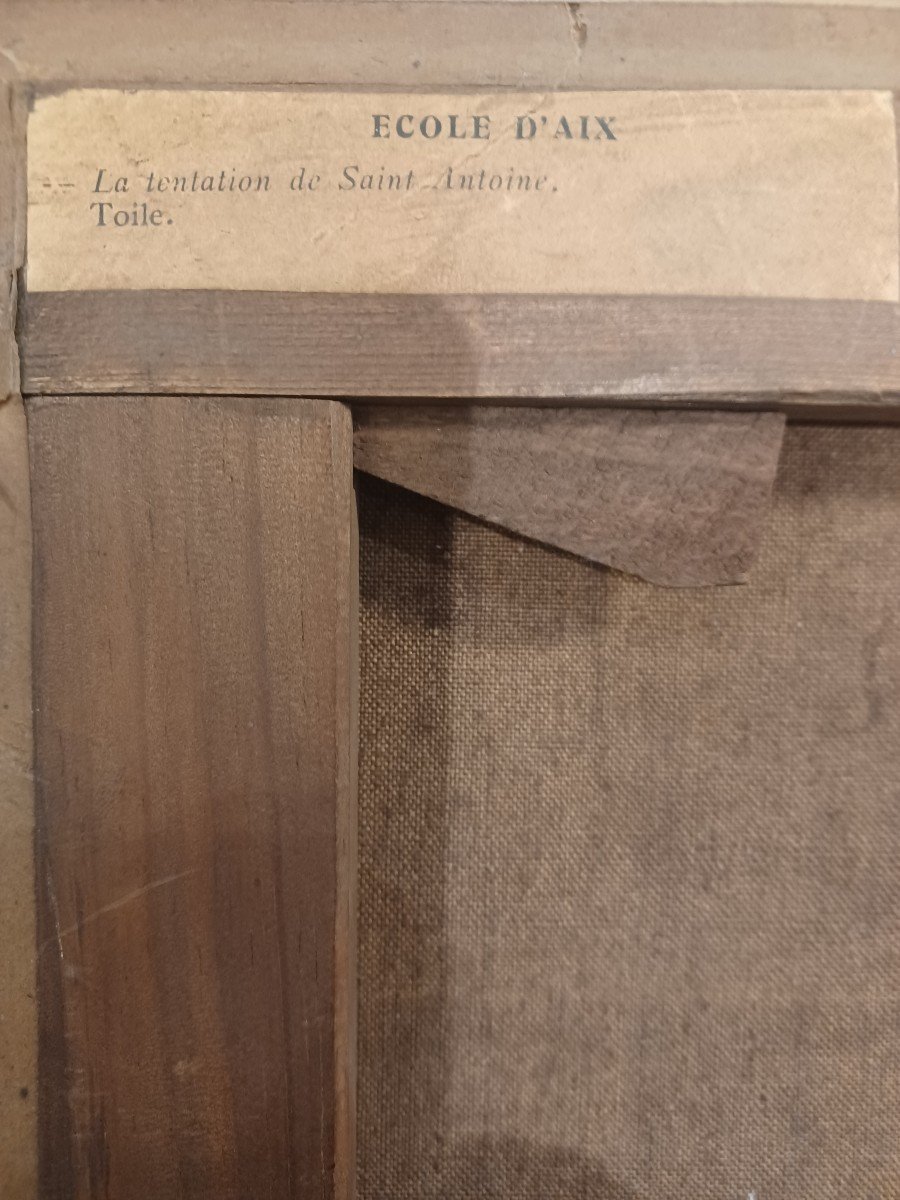 ECOLE D'AIX
-- La tentation de Saint Antoine.
Toile.